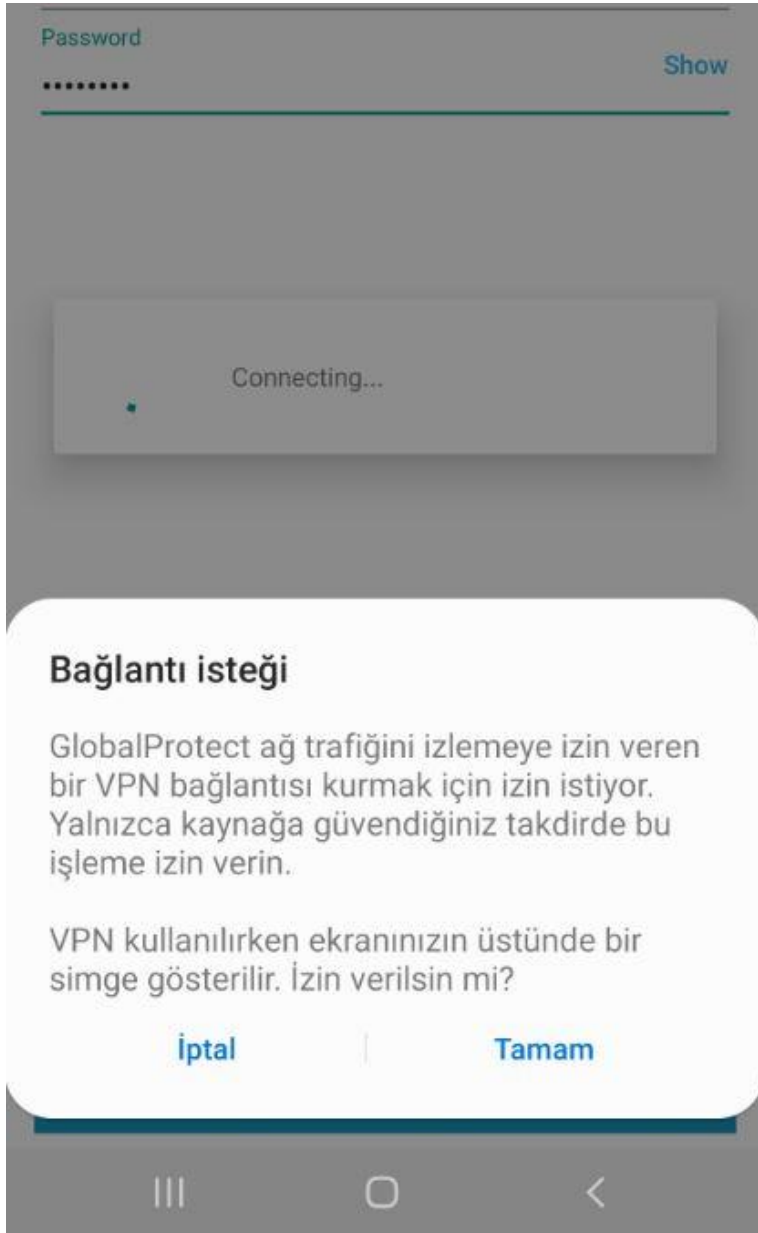 Password
••••••••
Show
Connecting...
Bağlantı isteği
GlobalProtect ağ trafiğini izlemeye izin veren
bir VPN bağlantısı kurmak için izin istiyor.
Yalnızca kaynağa güvendiğiniz takdirde bu
işleme izin verin.
VPN kullanılırken ekranınızın üstünde bir
simge gösterilir. İzin verilsin mi?
İptal
Tamam